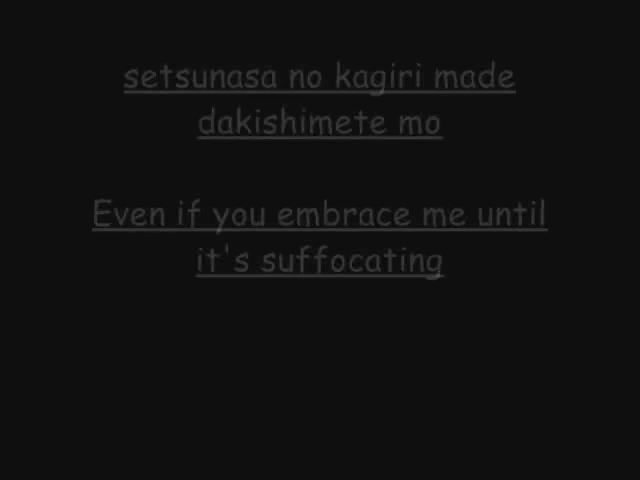 setsunasa no kagiri made
dakishimete mo
Even if you embrace me until
it's suffocating